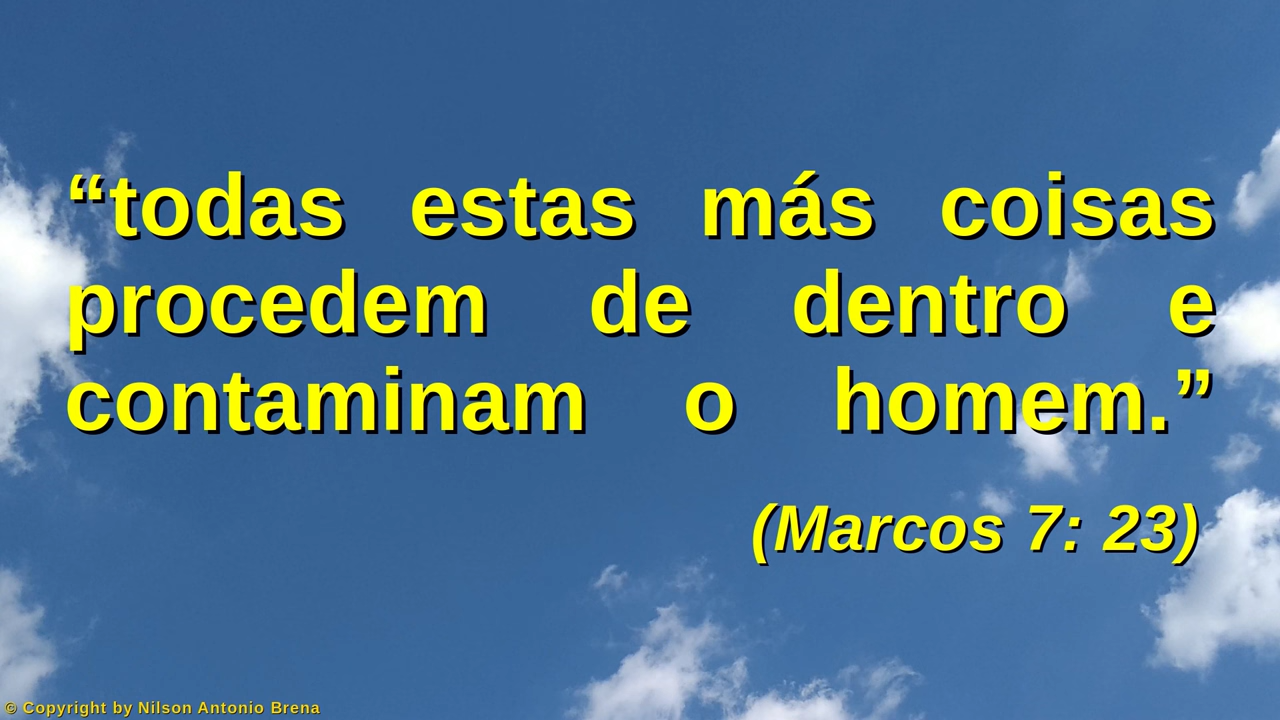 “todas estas más coisas
procedem de dentro e
contaminam o homem.”
(Marcos 7: 23)
© Copyright by Nilson Antonio Brena